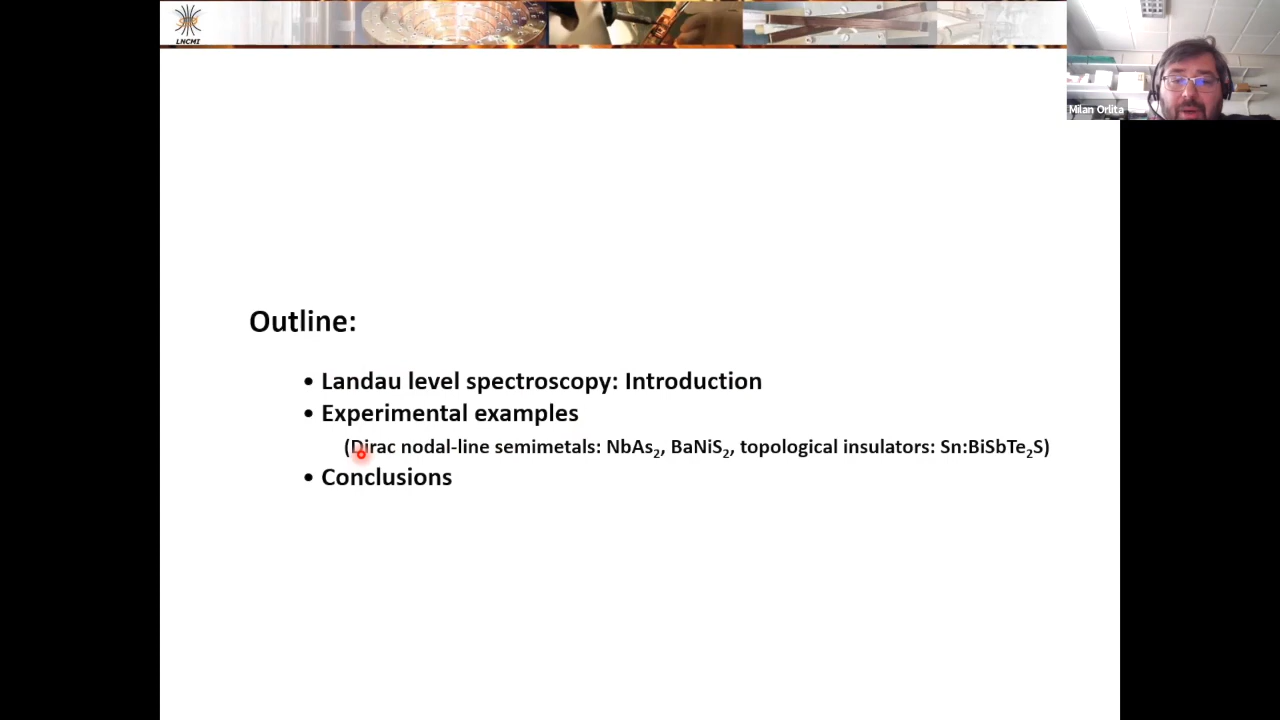 LNCMI
Milan Orlita
Outline:
• Landau level spectroscopy: Introduction
• Experimental examples
(Dirac nodal-line semimetals: NbAs₂, BaNiS₂, topological insulators: Sn:BiSbTe₂S)
• Conclusions